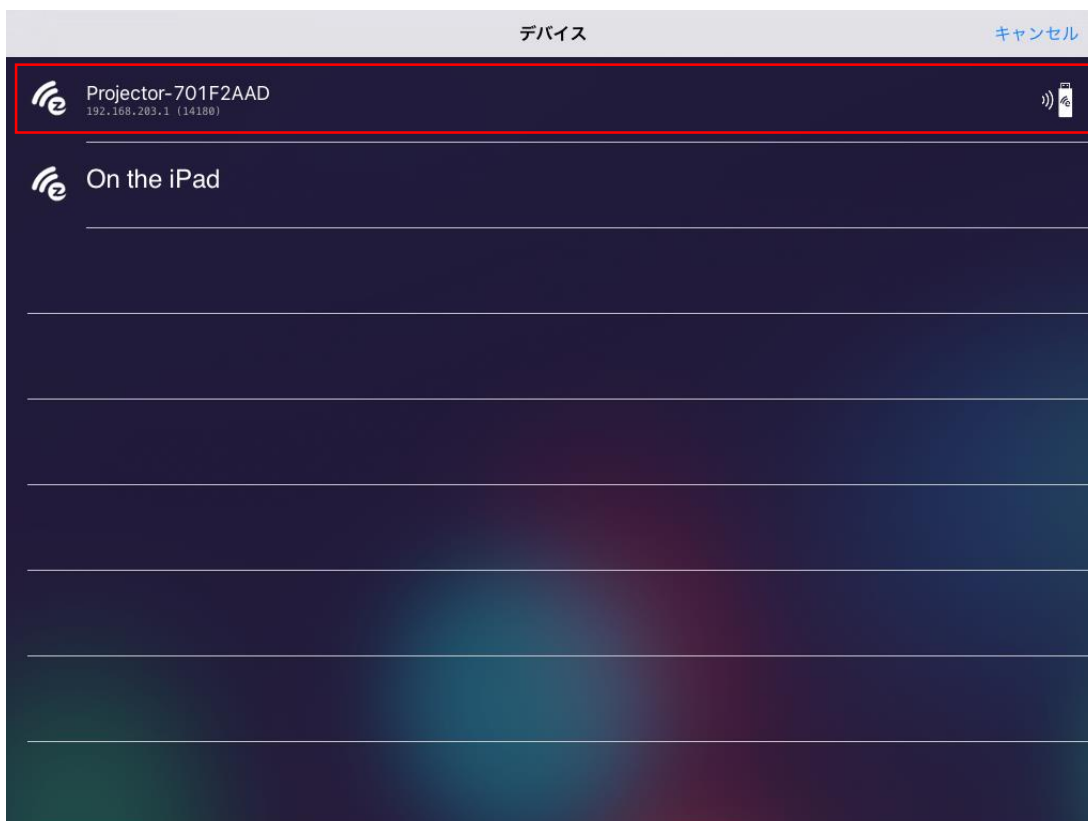 デバイス
キャンセル
Projector-701F2AAD
192.168.203.1 (14180)
On the iPad